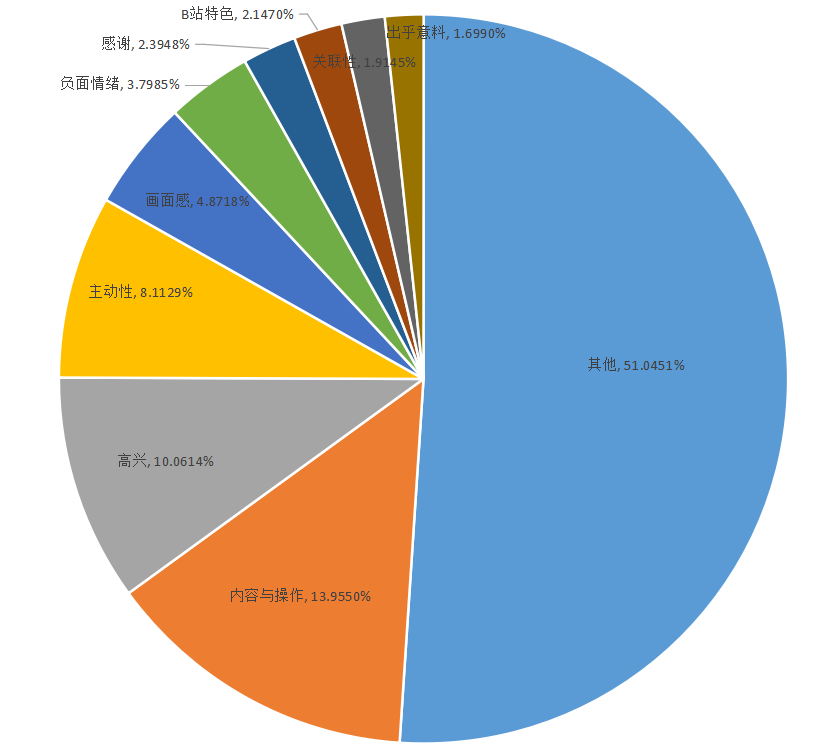 B站特色, 2.1470%
出乎意料, 1.6990%
感谢, 2.3948%
关联性, 1.9145%
负面情绪, 3.7985%
画面感, 4.8718%
主动性, 8.1129%
其他, 51.0451%
高兴, 10.0614%
内容与操作, 13.9550%